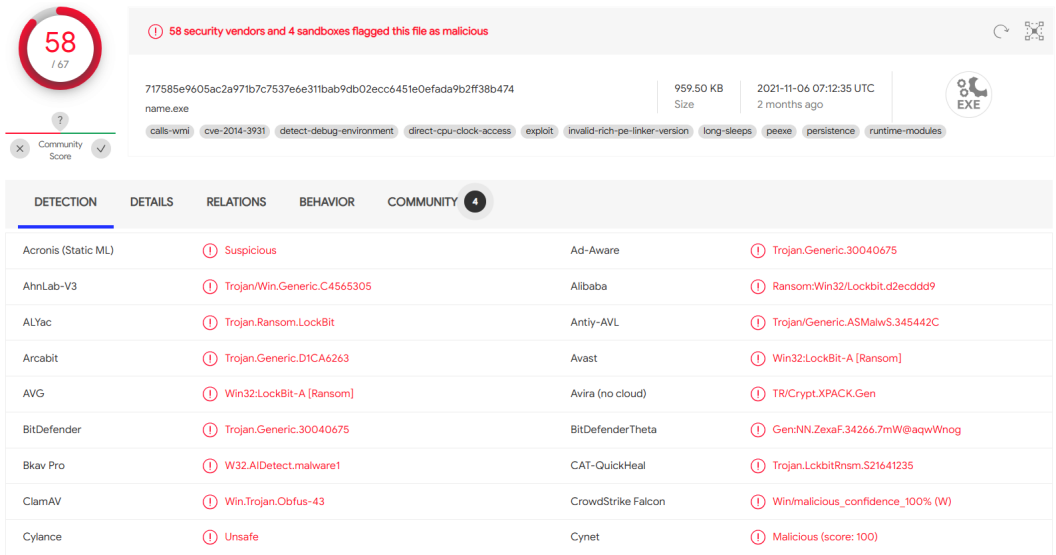 58
/ 67
?
Community
Score
58 security vendors and 4 sandboxes flagged this file as malicious
717585e9605ac2a971b7c7537e6e311bab9db02ecc6451e0efada9b2ff38b474
name.exe
959.50 KB
Size
2021-11-06 07:12:35 UTC
2 months ago
EXE
calls-wmi cve-2014-3931 detect-debug-environment direct-cpu-clock-access exploit invalid-rich-pe-linker-version long-sleeps peexe persistence runtime-modules
DETECTION DETAILS RELATIONS BEHAVIOR COMMUNITY 4
Acronis (Static ML) Suspicious Ad-Aware Trojan.Generic.30040675
AhnLab-V3 Trojan/Win.Generic.C4565305 Alibaba Ransom:Win32/Lockbit.d2ecddd9
ALYac Trojan.Ransom.LockBit Antiy-AVL Trojan/Generic.ASMalwS.345442C
Arcabit Trojan.Generic.D1CA6263 Avast Win32:LockBit-A [Ransom]
AVG Win32:LockBit-A [Ransom] Avira (no cloud) TR/Crypt.XPACK.Gen
BitDefender Trojan.Generic.30040675 BitDefenderTheta Gen:NN.ZexaF.34266.7mW@aqwWnog
Bkav Pro W32.AIDetect.malware1 CAT-QuickHeal Trojan.LckbitRnsm.S21641235
ClamAV Win.Trojan.Obfus-43 CrowdStrike Falcon Win/malicious_confidence_100% (W)
Cylance Unsafe Cynet Malicious (score: 100)